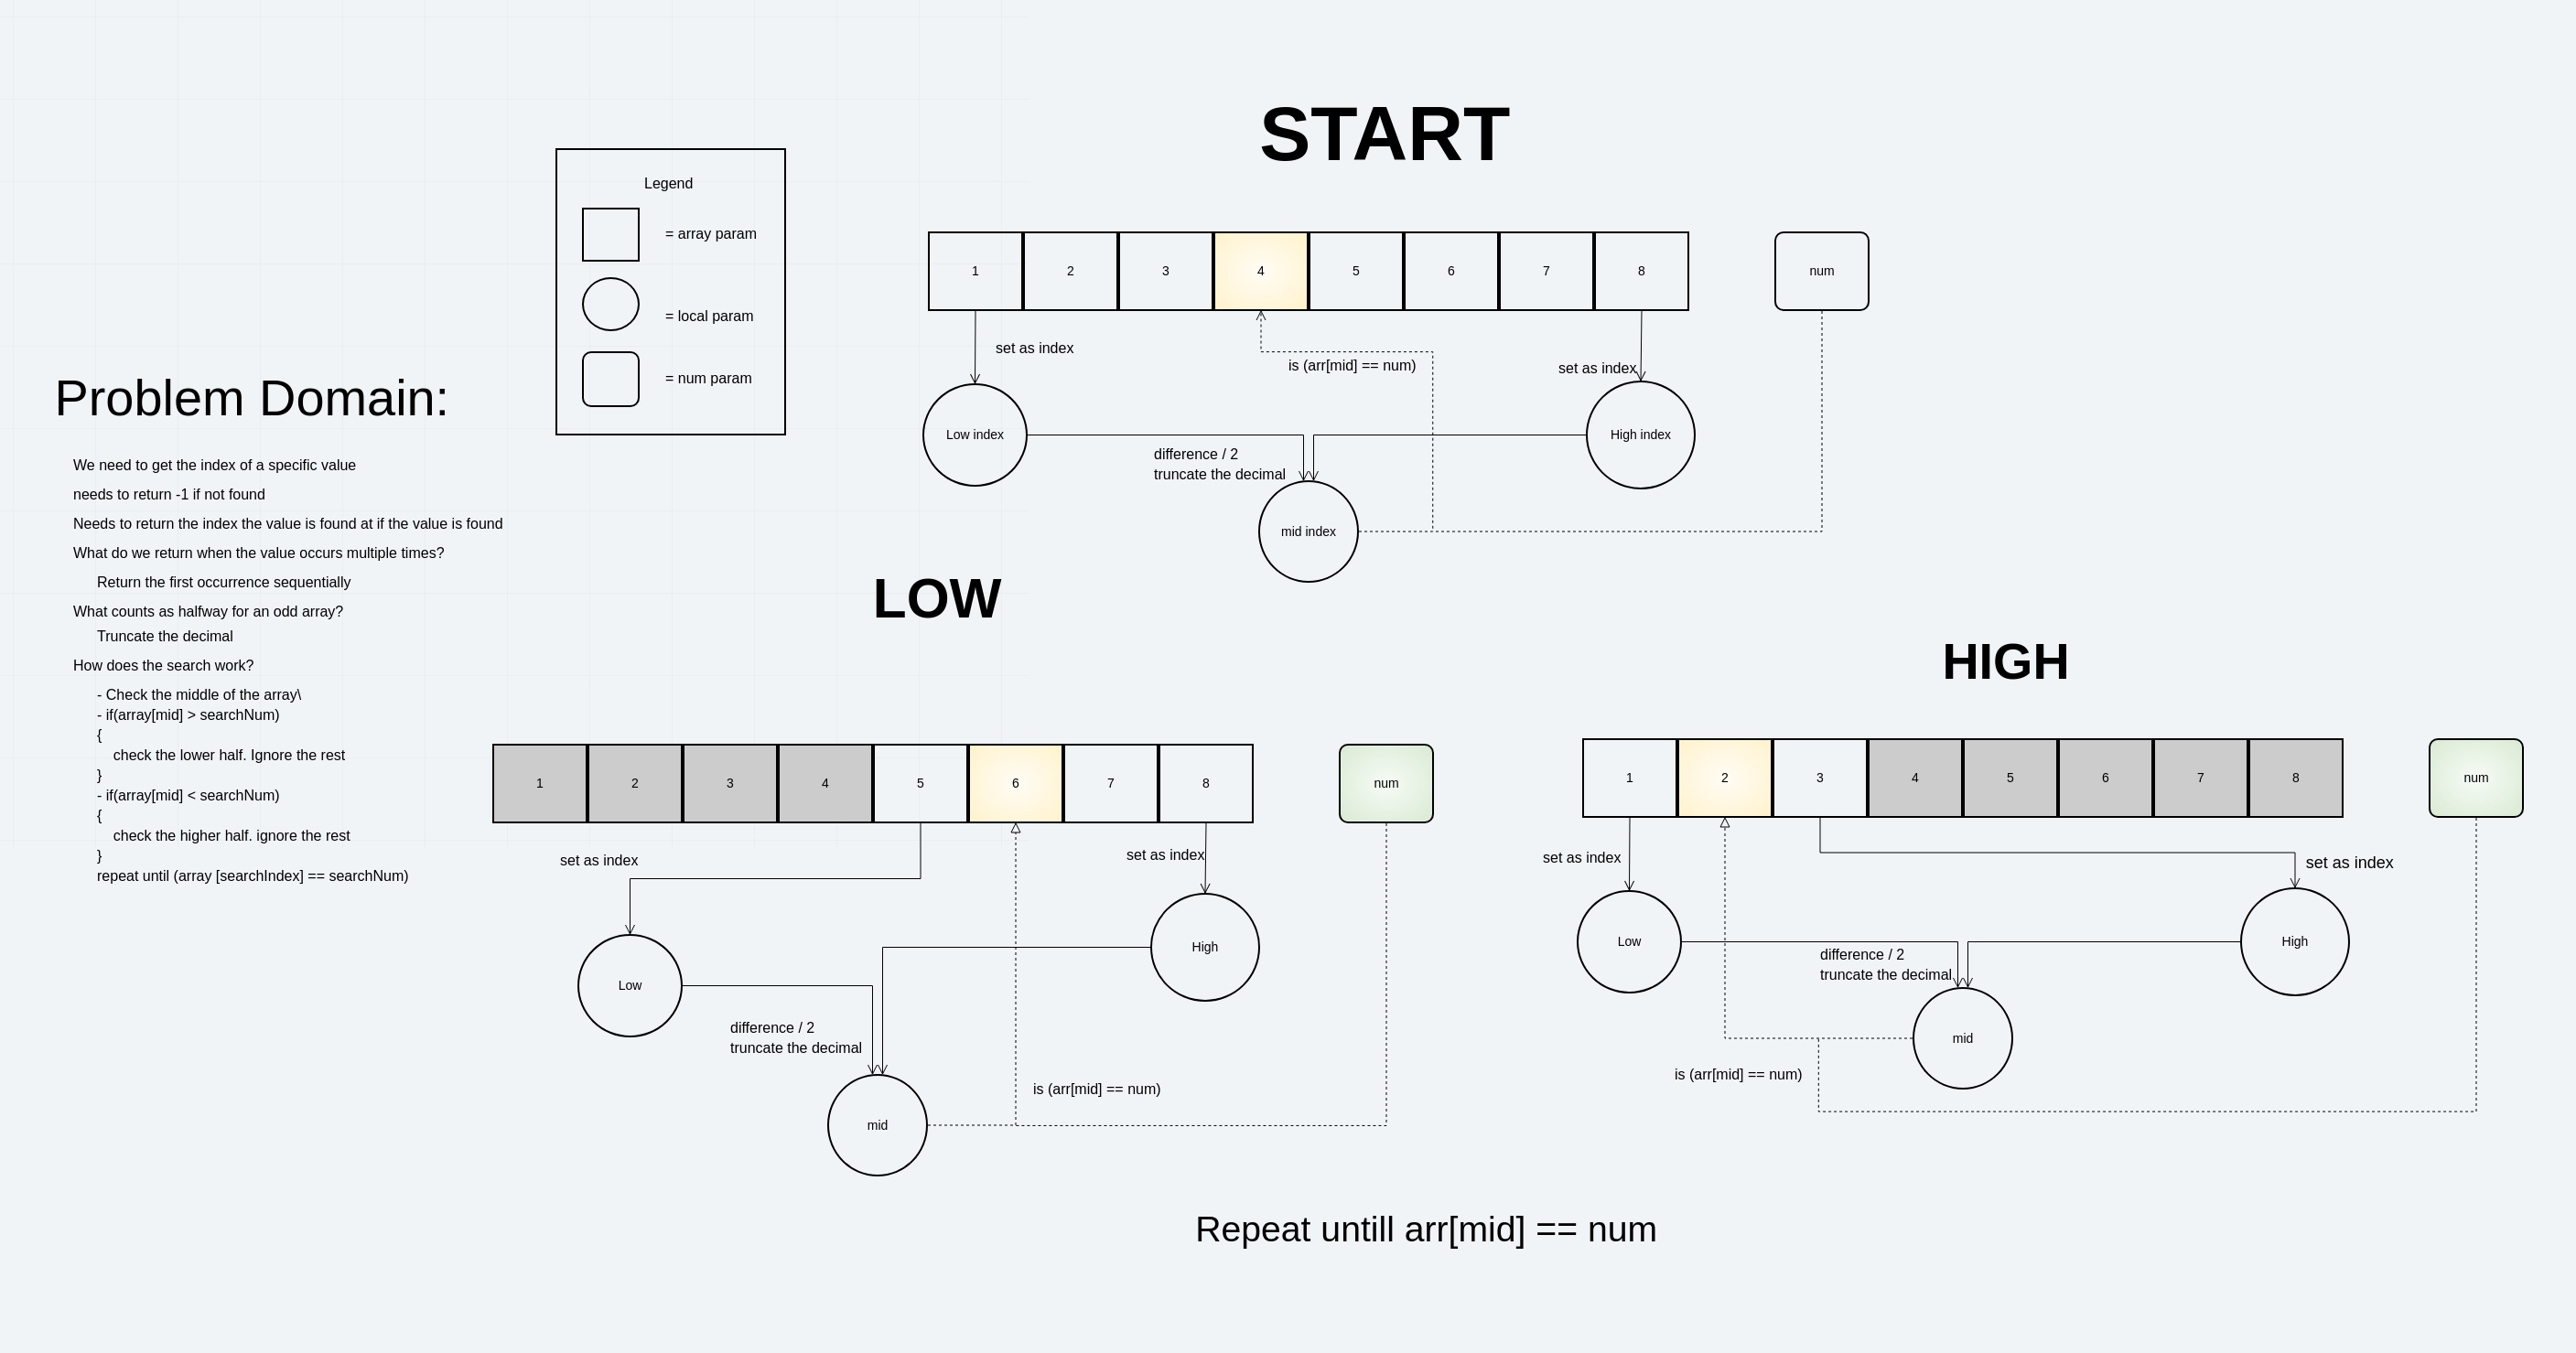 START
Legend
= array param
= local param
= num param
1 2 3 4 5 6 7 8 num
set as index
is (arr[mid] == num)
set as index
Low index
High index
difference / 2
truncate the decimal
mid index
Problem Domain:
We need to get the index of a specific value
needs to return -1 if not found
Needs to return the index the value is found at if the value is found
What do we return when the value occurs multiple times?
Return the first occurrence sequentially
What counts as halfway for an odd array?
Truncate the decimal
How does the search work?
- Check the middle of the array\
- if(array[mid] > searchNum)
{
check the lower half. Ignore the rest
}
- if(array[mid] < searchNum)
{
check the higher half. ignore the rest
}
repeat until (array [searchIndex] == searchNum)
LOW
1 2 3 4 5 6 7 8 num
set as index
set as index
High
Low
difference / 2
truncate the decimal
is (arr[mid] == num)
mid
HIGH
1 2 3 4 5 6 7 8 num
set as index
set as index
Low
High
difference / 2
truncate the decimal
mid
is (arr[mid] == num)
Repeat untill arr[mid] == num